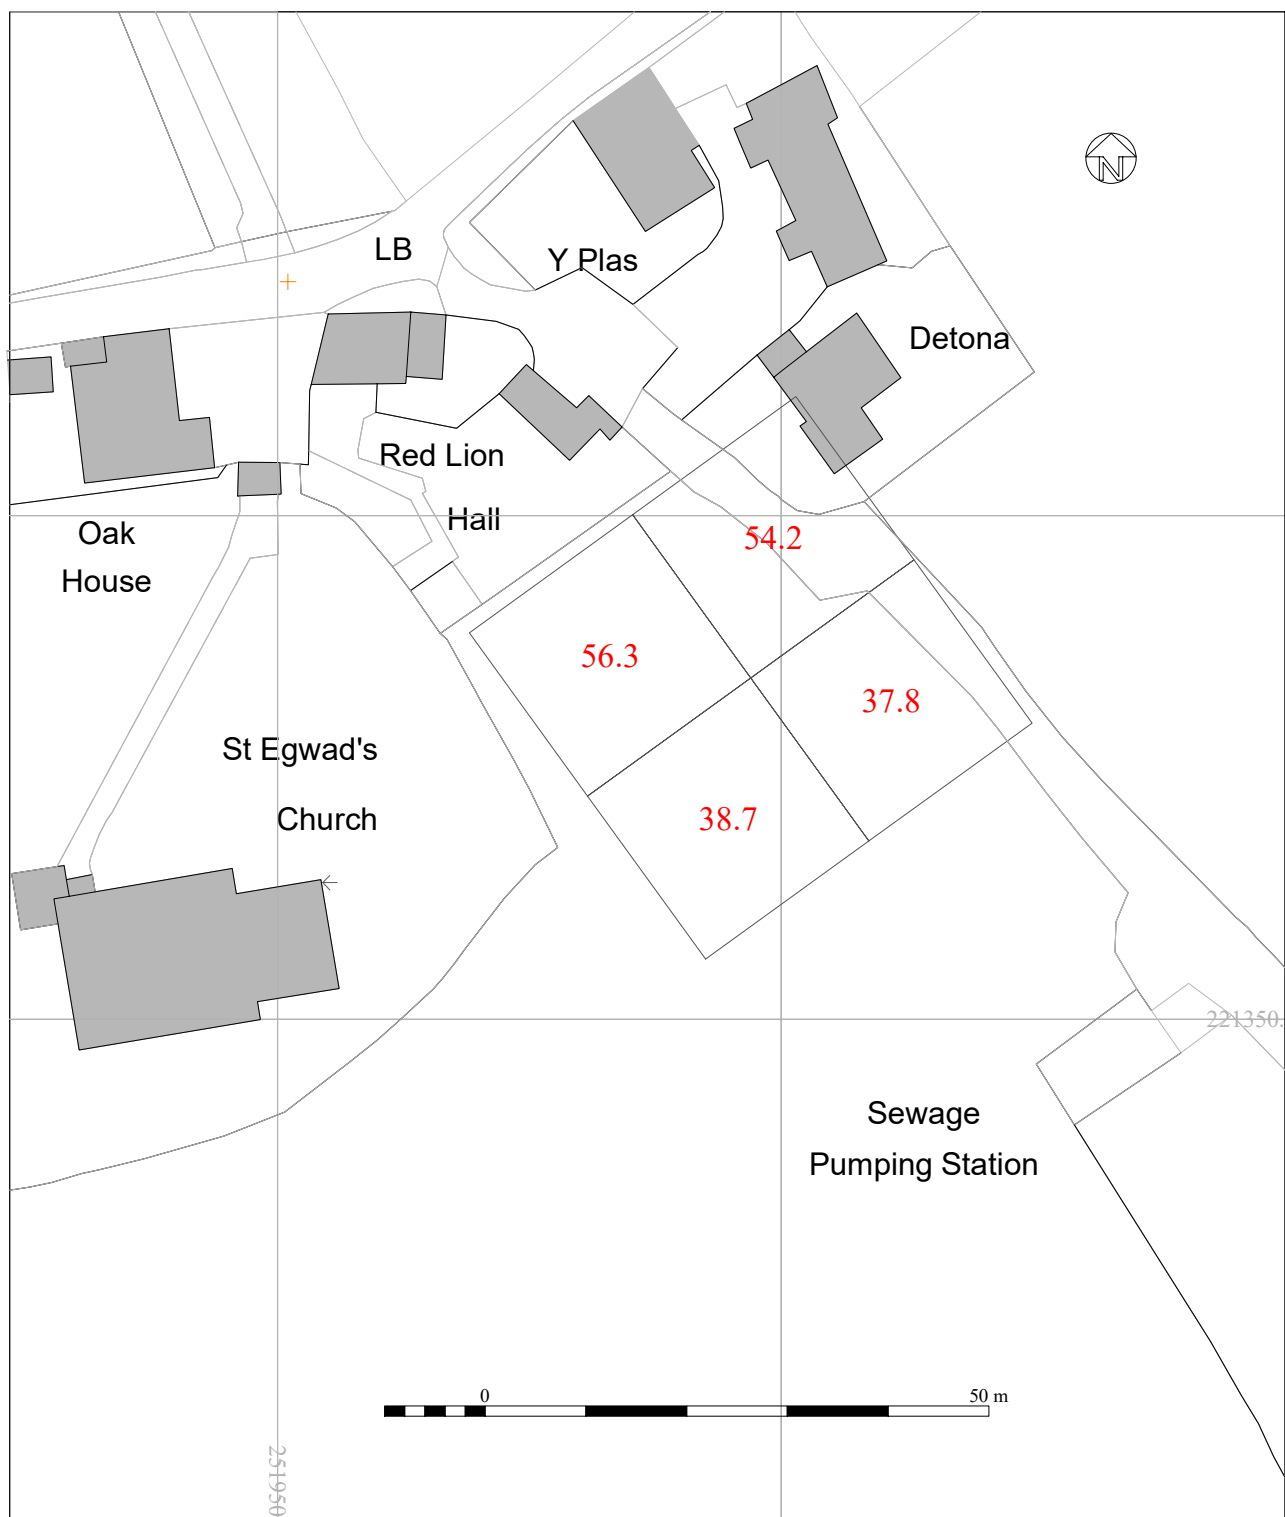 N
LB
Y Plas
Detona
Red Lion
Hall
Oak
House
54.2
56.3
37.8
St Egwad's
Church
38.7
221350.
Sewage
Pumping Station
0
50 m
251950